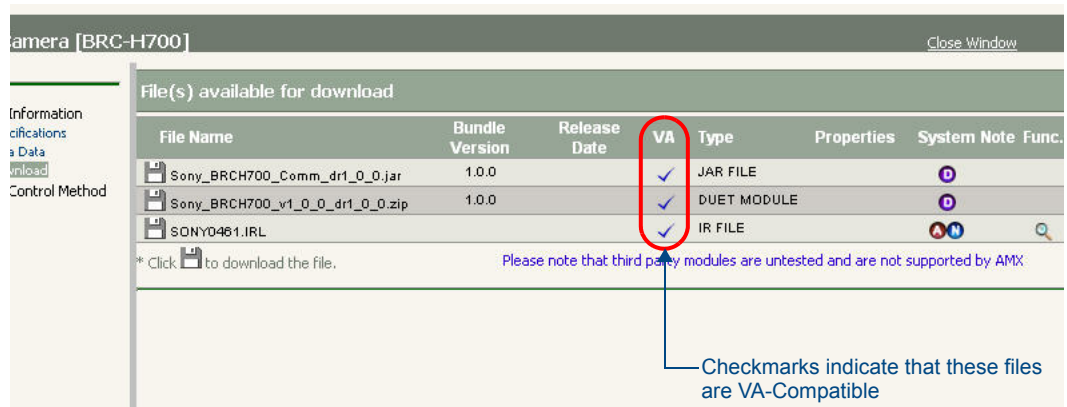 amera [BRC-H700]
Close Window
Information
cifications
a Data
wnload
Control Method
File(s) available for download
File Name Bundle Version Release Date VA Type Properties System Note Func.
Sony_BRCH700_Comm_dr1_0_0.jar 1.0.0 JAR FILE D
Sony_BRCH700_v1_0_0_dr1_0_0.zip 1.0.0 DUET MODULE D
SONY0461.IRL IR FILE A N
* Click to download the file. Please note that third party modules are untested and are not supported by AMX
Checkmarks indicate that these files
are VA-Compatible